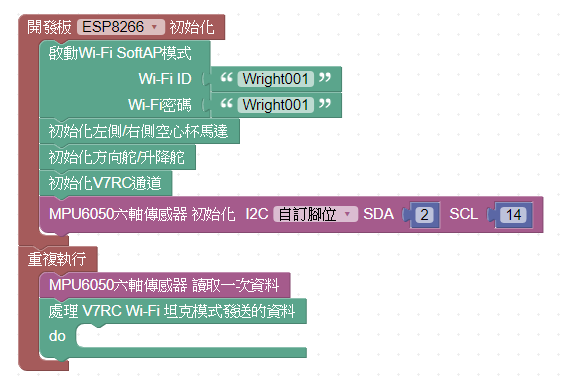 開發板 ESP8266 初始化
啟動Wi-Fi SoftAP模式
Wi-Fi ID “ Wright001 ”
Wi-Fi密碼 “ Wright001 ”
初始化左側/右側空心杯馬達
初始化方向舵/升降舵
初始化V7RC通道
MPU6050六軸傳感器 初始化 I2C 自訂腳位 SDA 2 SCL 14
重複執行
MPU6050六軸傳感器 讀取一次資料
處理 V7RC Wi-Fi 坦克模式發送的資料
do